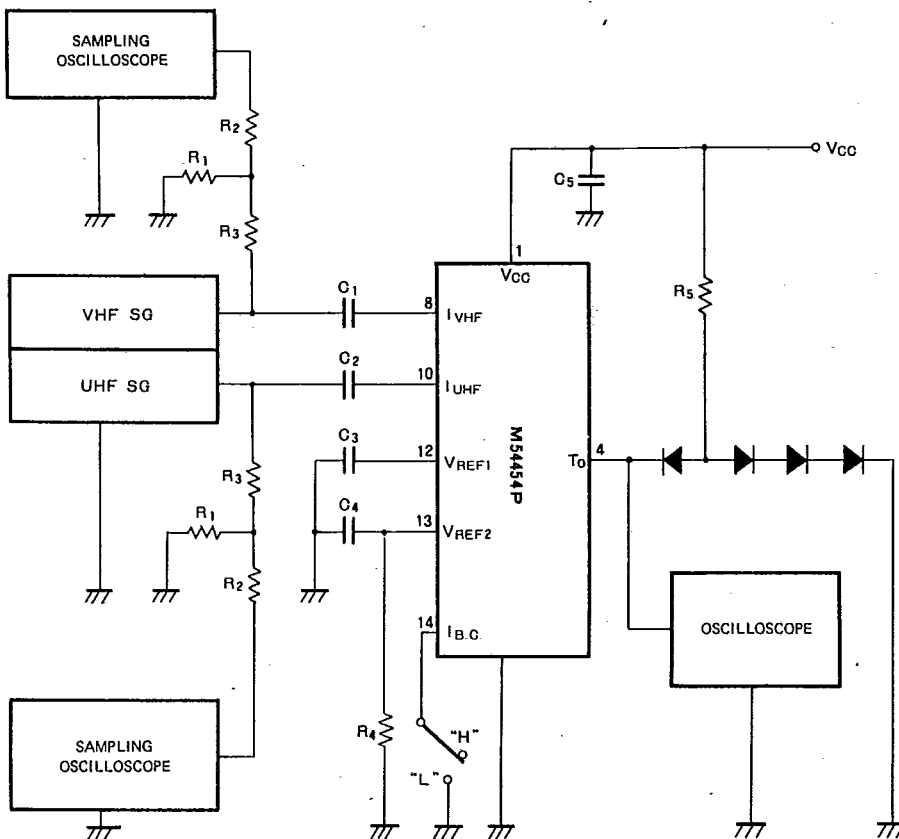 SAMPLING
OSCILLOSCOPE
R2
R1
R3
VCC
C5
1
VCC
VHF SG
C1
8
IVHF
R5
UHF SG
C2
10
IUHF
M54454P
C3
12
VREF1
TO
4
R3
R1
C4
13
VREF2
R2
14
IB.C.
OSCILLOSCOPE
R4
"H"
"L"
SAMPLING
OSCILLOSCOPE